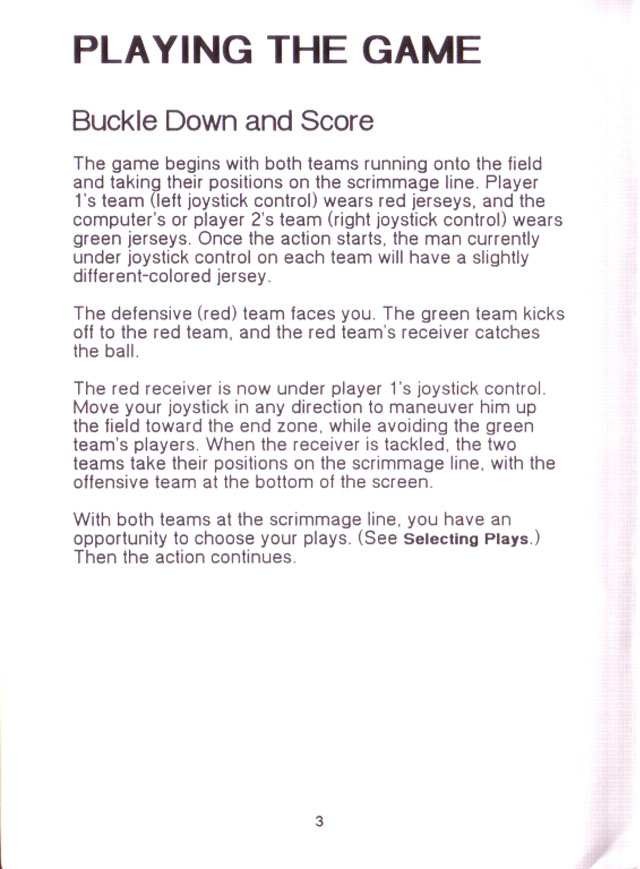 PLAYING THE GAME
Buckle Down and Score
The game begins with both teams running onto the field
and taking their positions on the scrimmage line. Player
1's team (left joystick control) wears red jerseys, and the
computer's or player 2's team (right joystick control) wears
green jerseys. Once the action starts, the man currently
under joystick control on each team will have a slightly
different-colored jersey.
The defensive (red) team faces you. The green team kicks
off to the red team, and the red team's receiver catches
the ball.
The red receiver is now under player 1's joystick control.
Move your joystick in any direction to maneuver him up
the field toward the end zone, while avoiding the green
team's players. When the receiver is tackled, the two
teams take their positions on the scrimmage line, with the
offensive team at the bottom of the screen.
With both teams at the scrimmage line, you have an
opportunity to choose your plays. (See Selecting Plays.)
Then the action continues.
3